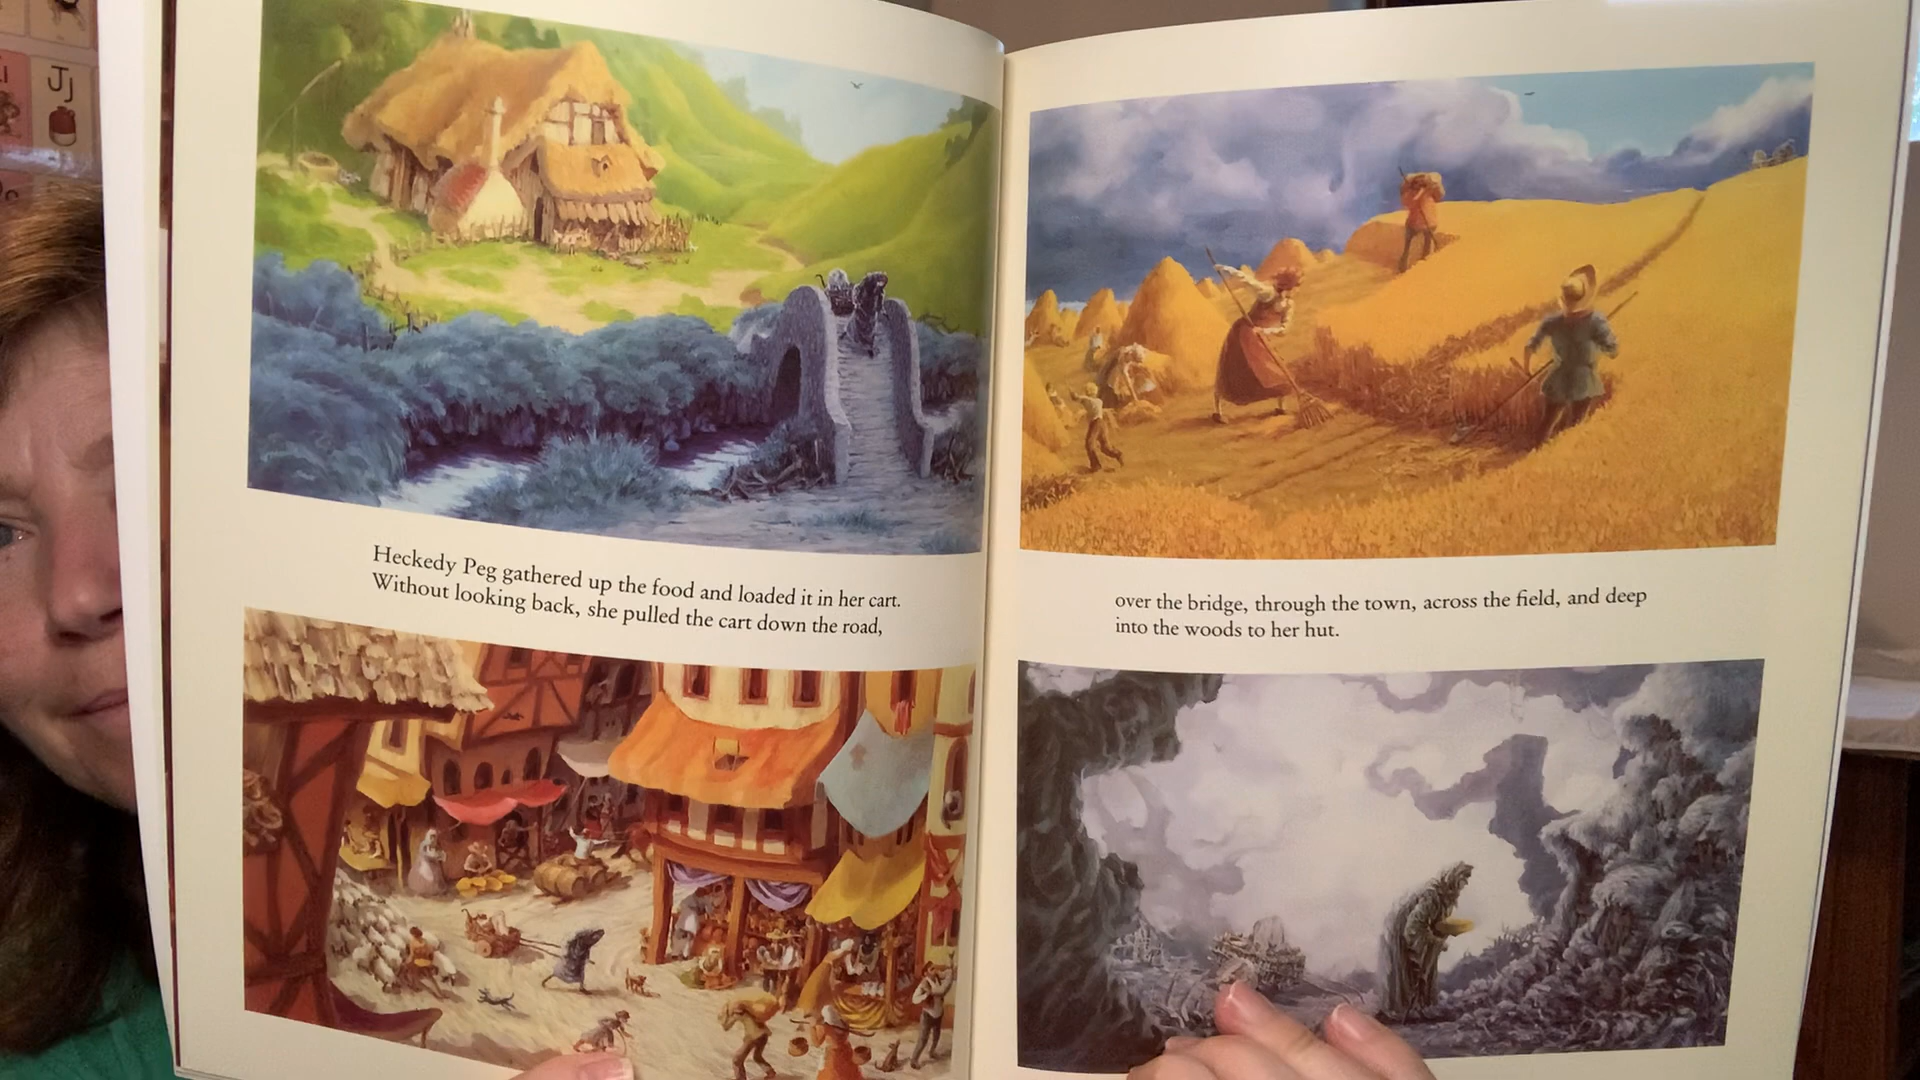 Jj
Heckedy Peg gathered up the food and loaded it in her cart.
Without looking back, she pulled the cart down the road,
over the bridge, through the town, across the field, and deep
into the woods to her hut.